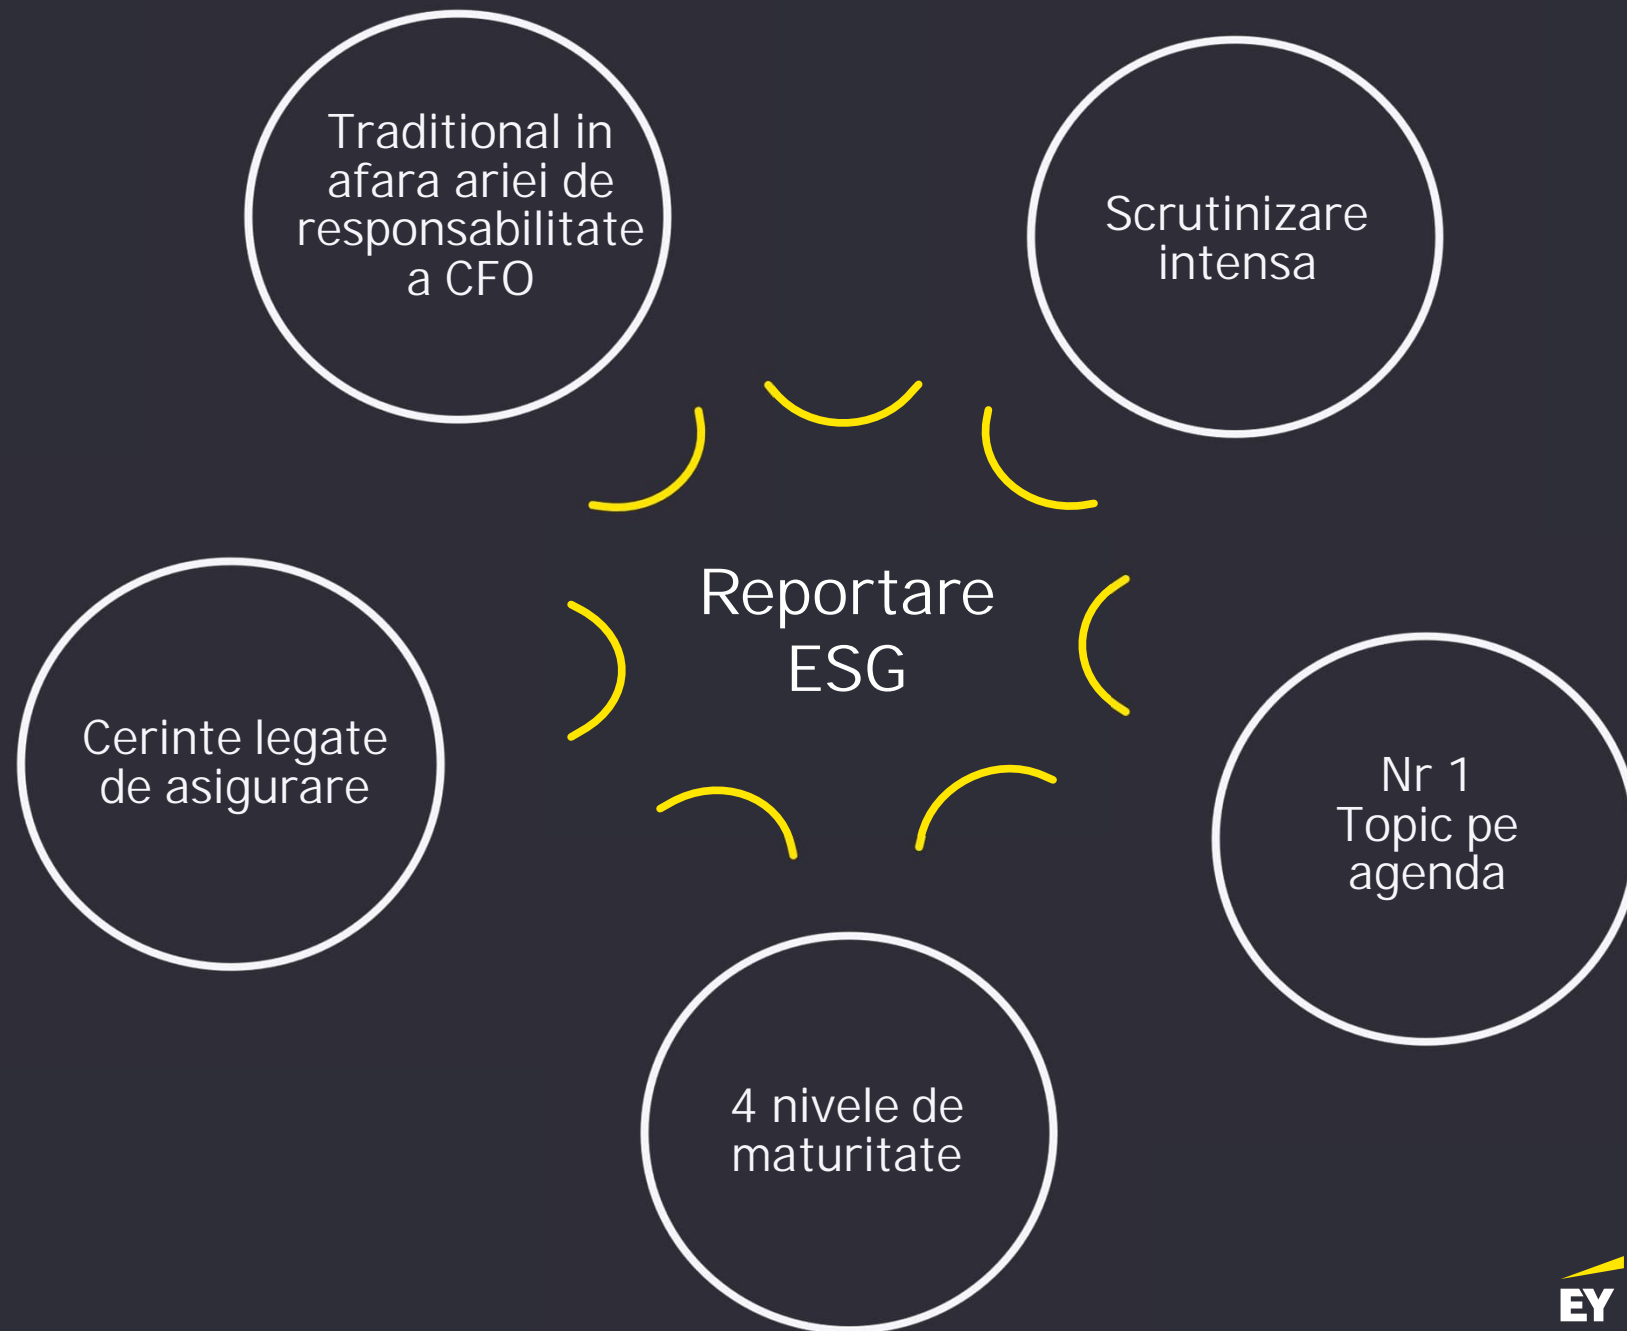 Traditional in
afara ariei de
responsabilitate
a CFO
Scrutinizare
intensa
Reportare
ESG
Cerinte legate
de asigurare
Nr 1
Topic pe
agenda
4 nivele de
maturitate
EY